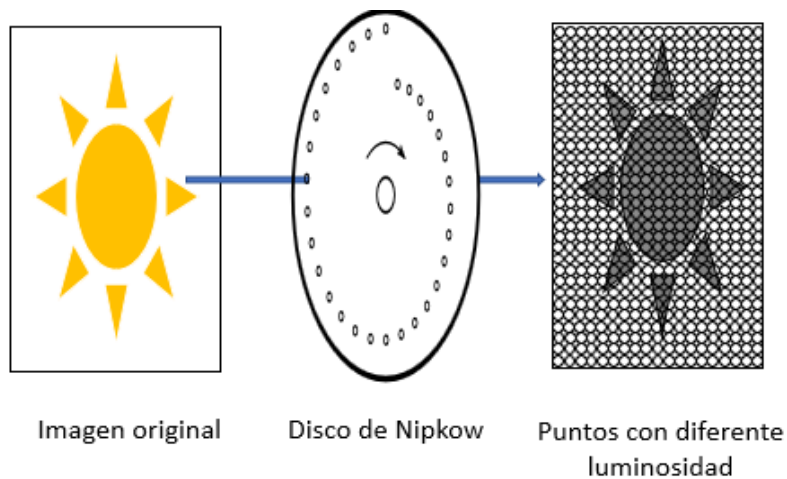 Imagen original
Disco de Nipkow
Puntos con diferente
luminosidad